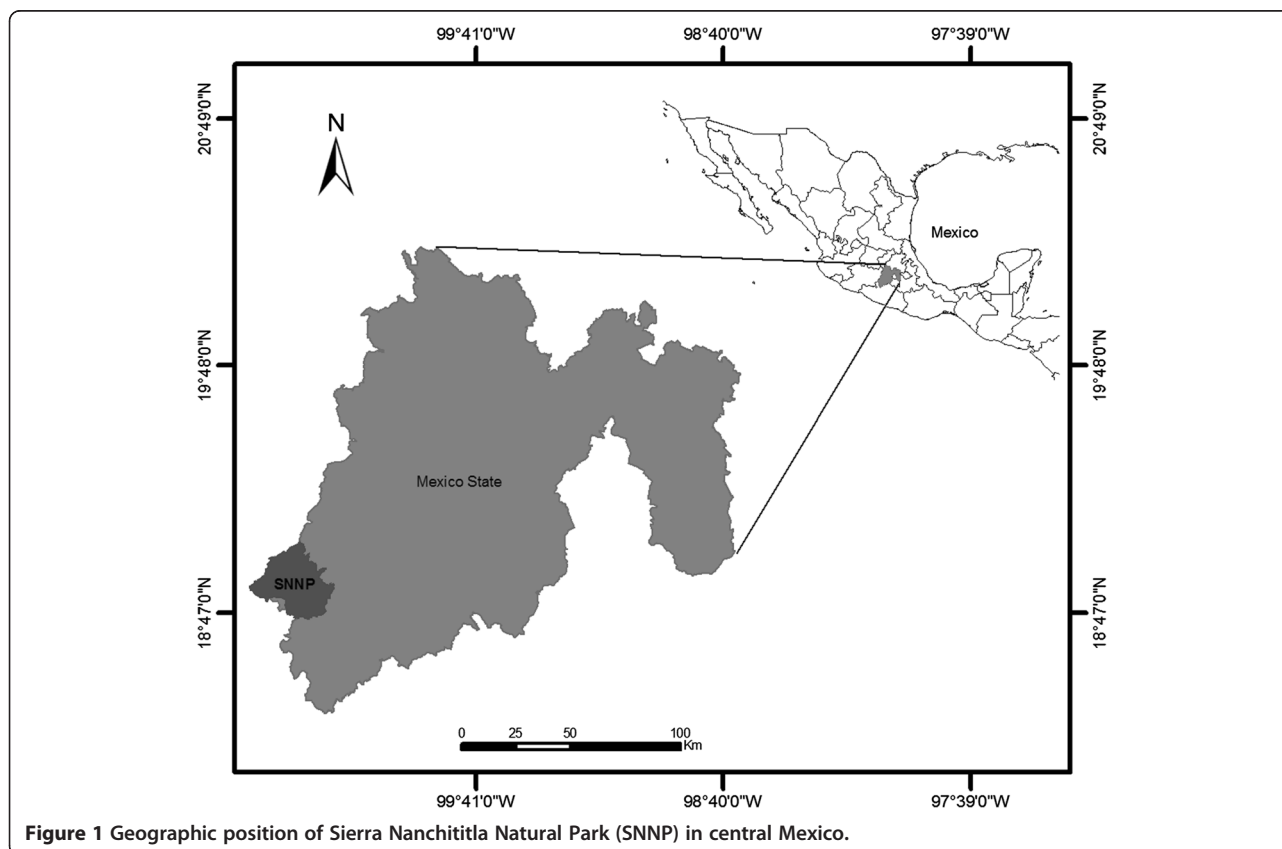 99°41'0"W 98°40'0"W 97°39'0"W
20°49'0"N 20°49'0"N
N
Mexico
19°48'0"N 19°48'0"N
Mexico State
SNNP
18°47'0"N 18°47'0"N
0 25 50 100
Km
99°41'0"W 98°40'0"W 97°39'0"W
Figure 1 Geographic position of Sierra Nanchititla Natural Park (SNNP) in central Mexico.